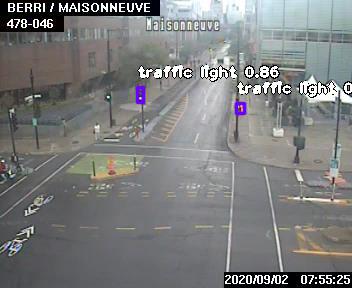 BERRI / MAISONNEUVE
478-046
Maisonneuve
traffic light 0.86
traffic light 0
2020/09/02 07:55:25